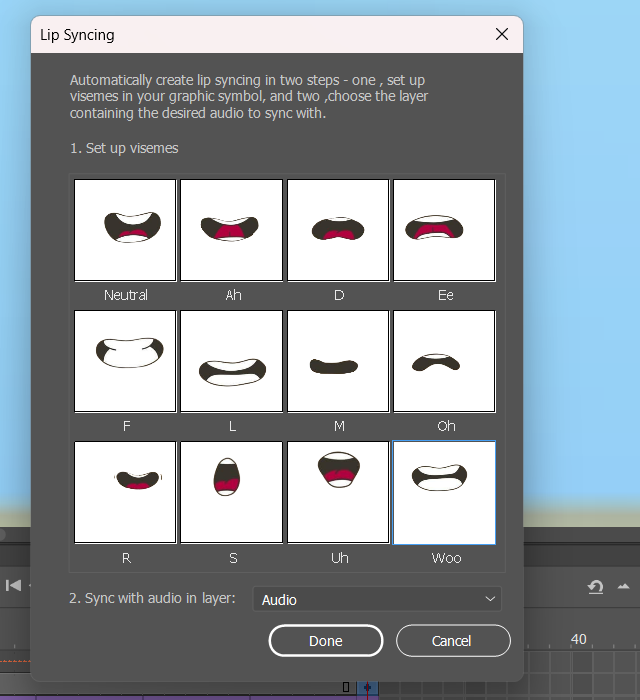 Lip Syncing
Automatically create lip syncing in two steps - one , set up
visemes in your graphic symbol, and two ,choose the layer
containing the desired audio to sync with.
1. Set up visemes
Neutral Ah D Ee
F L M Oh
R S Uh Woo
2. Sync with audio in layer: Audio
Done Cancel
40